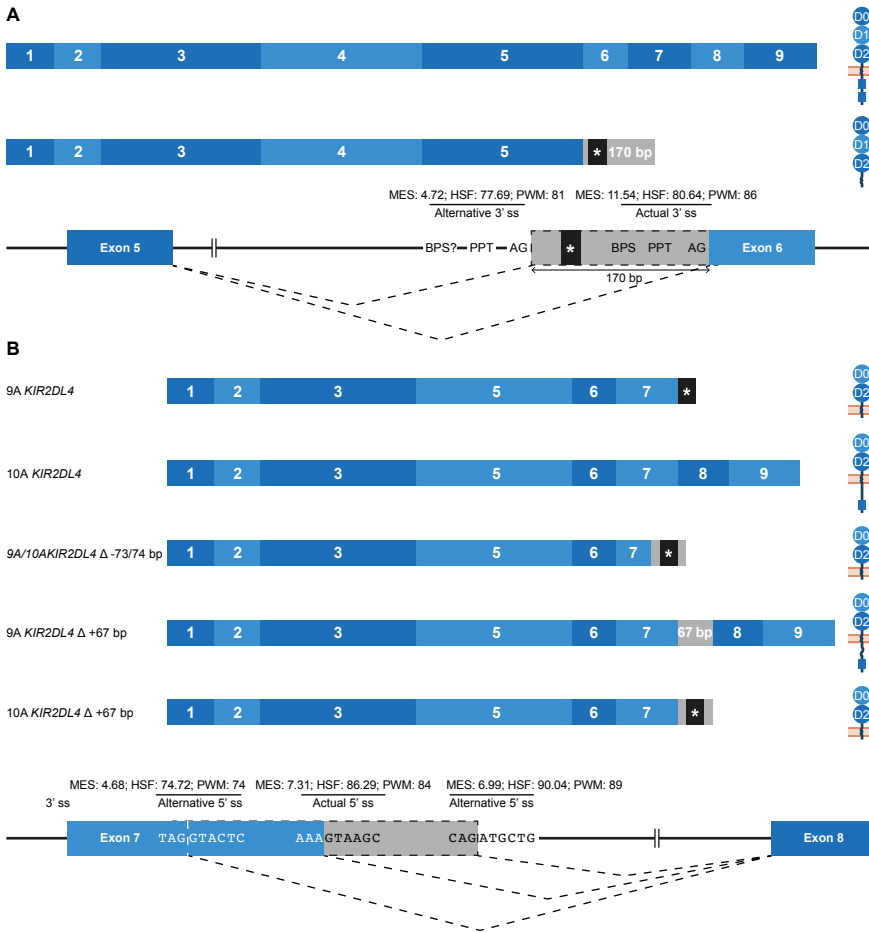 A
1 2 3 4 5 6 7 8 9
D0
D1
D2
1 2 3 4 5 * 170 bp
D0
D1
D2
MES: 4.72; HSF: 77.69; PWM: 81 MES: 11.54; HSF: 80.64; PWM: 86
Alternative 3' ss Actual 3' ss
Exon 5 BPS? PPT AG * BPS PPT AG Exon 6
170 bp
B
9A KIR2DL4 1 2 3 5 6 7 *
D0
D2
10A KIR2DL4 1 2 3 5 6 7 8 9
D0
D2
9A/10AKIR2DL4 Δ -73/74 bp 1 2 3 5 6 7 *
D0
D2
9A KIR2DL4 Δ +67 bp 1 2 3 5 6 7 67 bp 8 9
D0
D2
10A KIR2DL4 Δ +67 bp 1 2 3 5 6 7 *
D0
D2
MES: 4.68; HSF: 74.72; PWM: 74 MES: 7.31; HSF: 86.29; PWM: 84 MES: 6.99; HSF: 90.04; PWM: 89
3' ss Alternative 5' ss Actual 5' ss Alternative 5' ss
Exon 7 TAGGTACTC AAAGTAAGC CAGATGCTG Exon 8